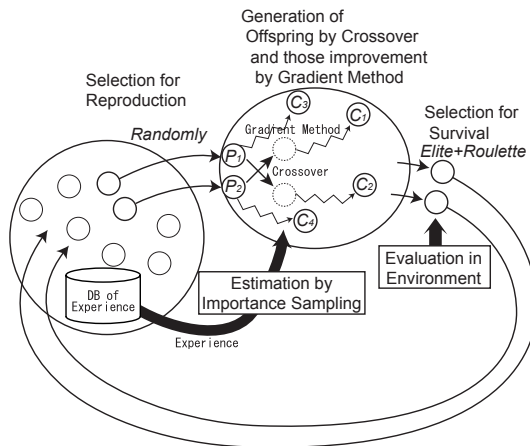 Generation of
Offspring by Crossover
and those improvement
by Gradient Method
Selection for
Reproduction
Randomly
C3
C1
Gradient Method
P1
Crossover
P2
C2
C4
Selection for
Survival
Elite+Roulette
Evaluation in
Environment
Estimation by
Importance Sampling
DB of
Experience
Experience